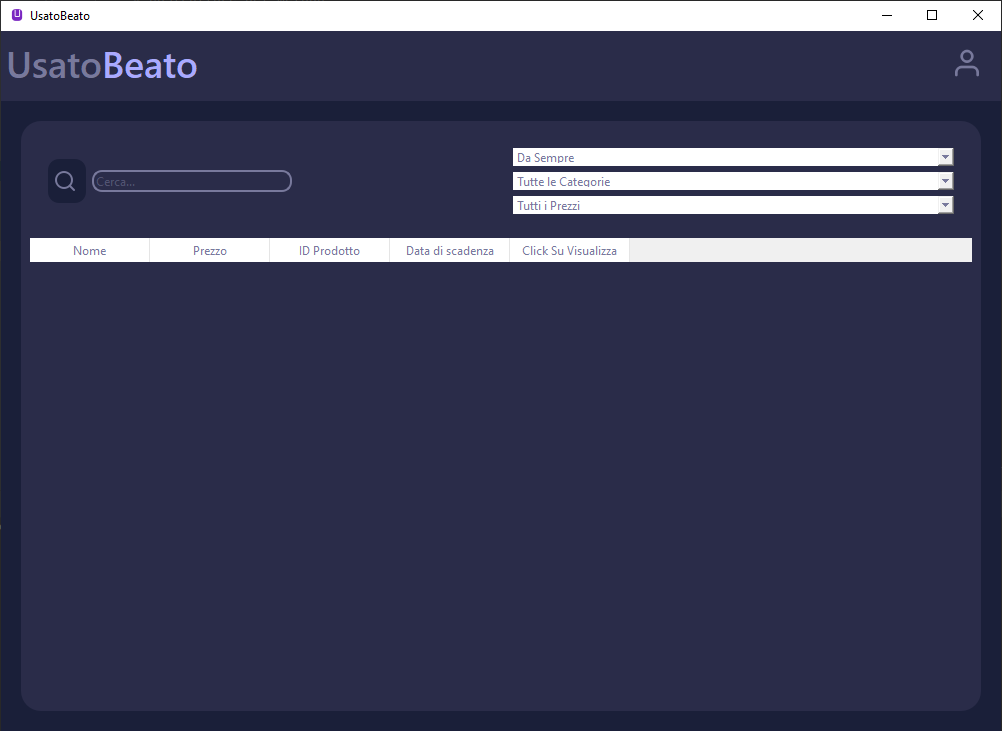 UsatoBeato
UsatoBeato
Cerca...
Da Sempre
Tutte le Categorie
Tutti i Prezzi
Nome Prezzo ID Prodotto Data di scadenza Click Su Visualizza